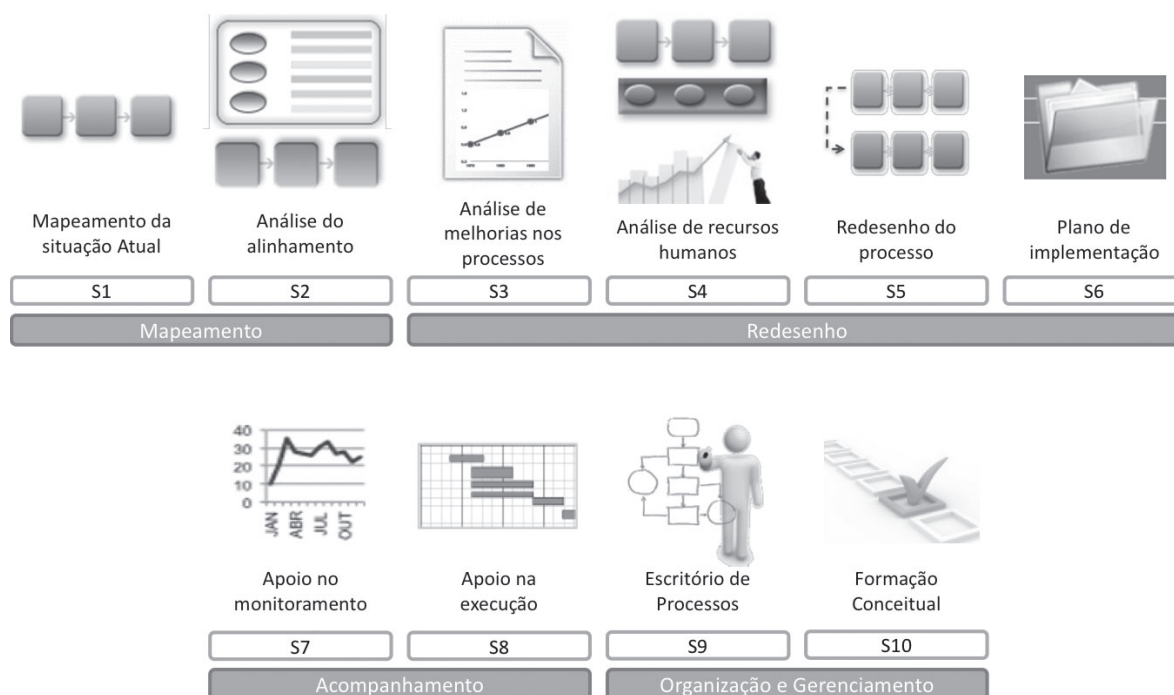 Mapeamento da
situação Atual
Análise do
alinhamento
Análise de
melhorias nos
processos
Análise de recursos
humanos
Redesenho do
processo
Plano de
implementação
S1
S2
S3
S4
S5
S6
Mapeamento
Redesenho
40
30
20
10
0
JAN
ABR
JUL
OUT
Apoio no
monitoramento
Apoio na
execução
Escritório de
Processos
Formação
Conceitual
S7
S8
S9
S10
Acompanhamento
Organização e Gerenciamento